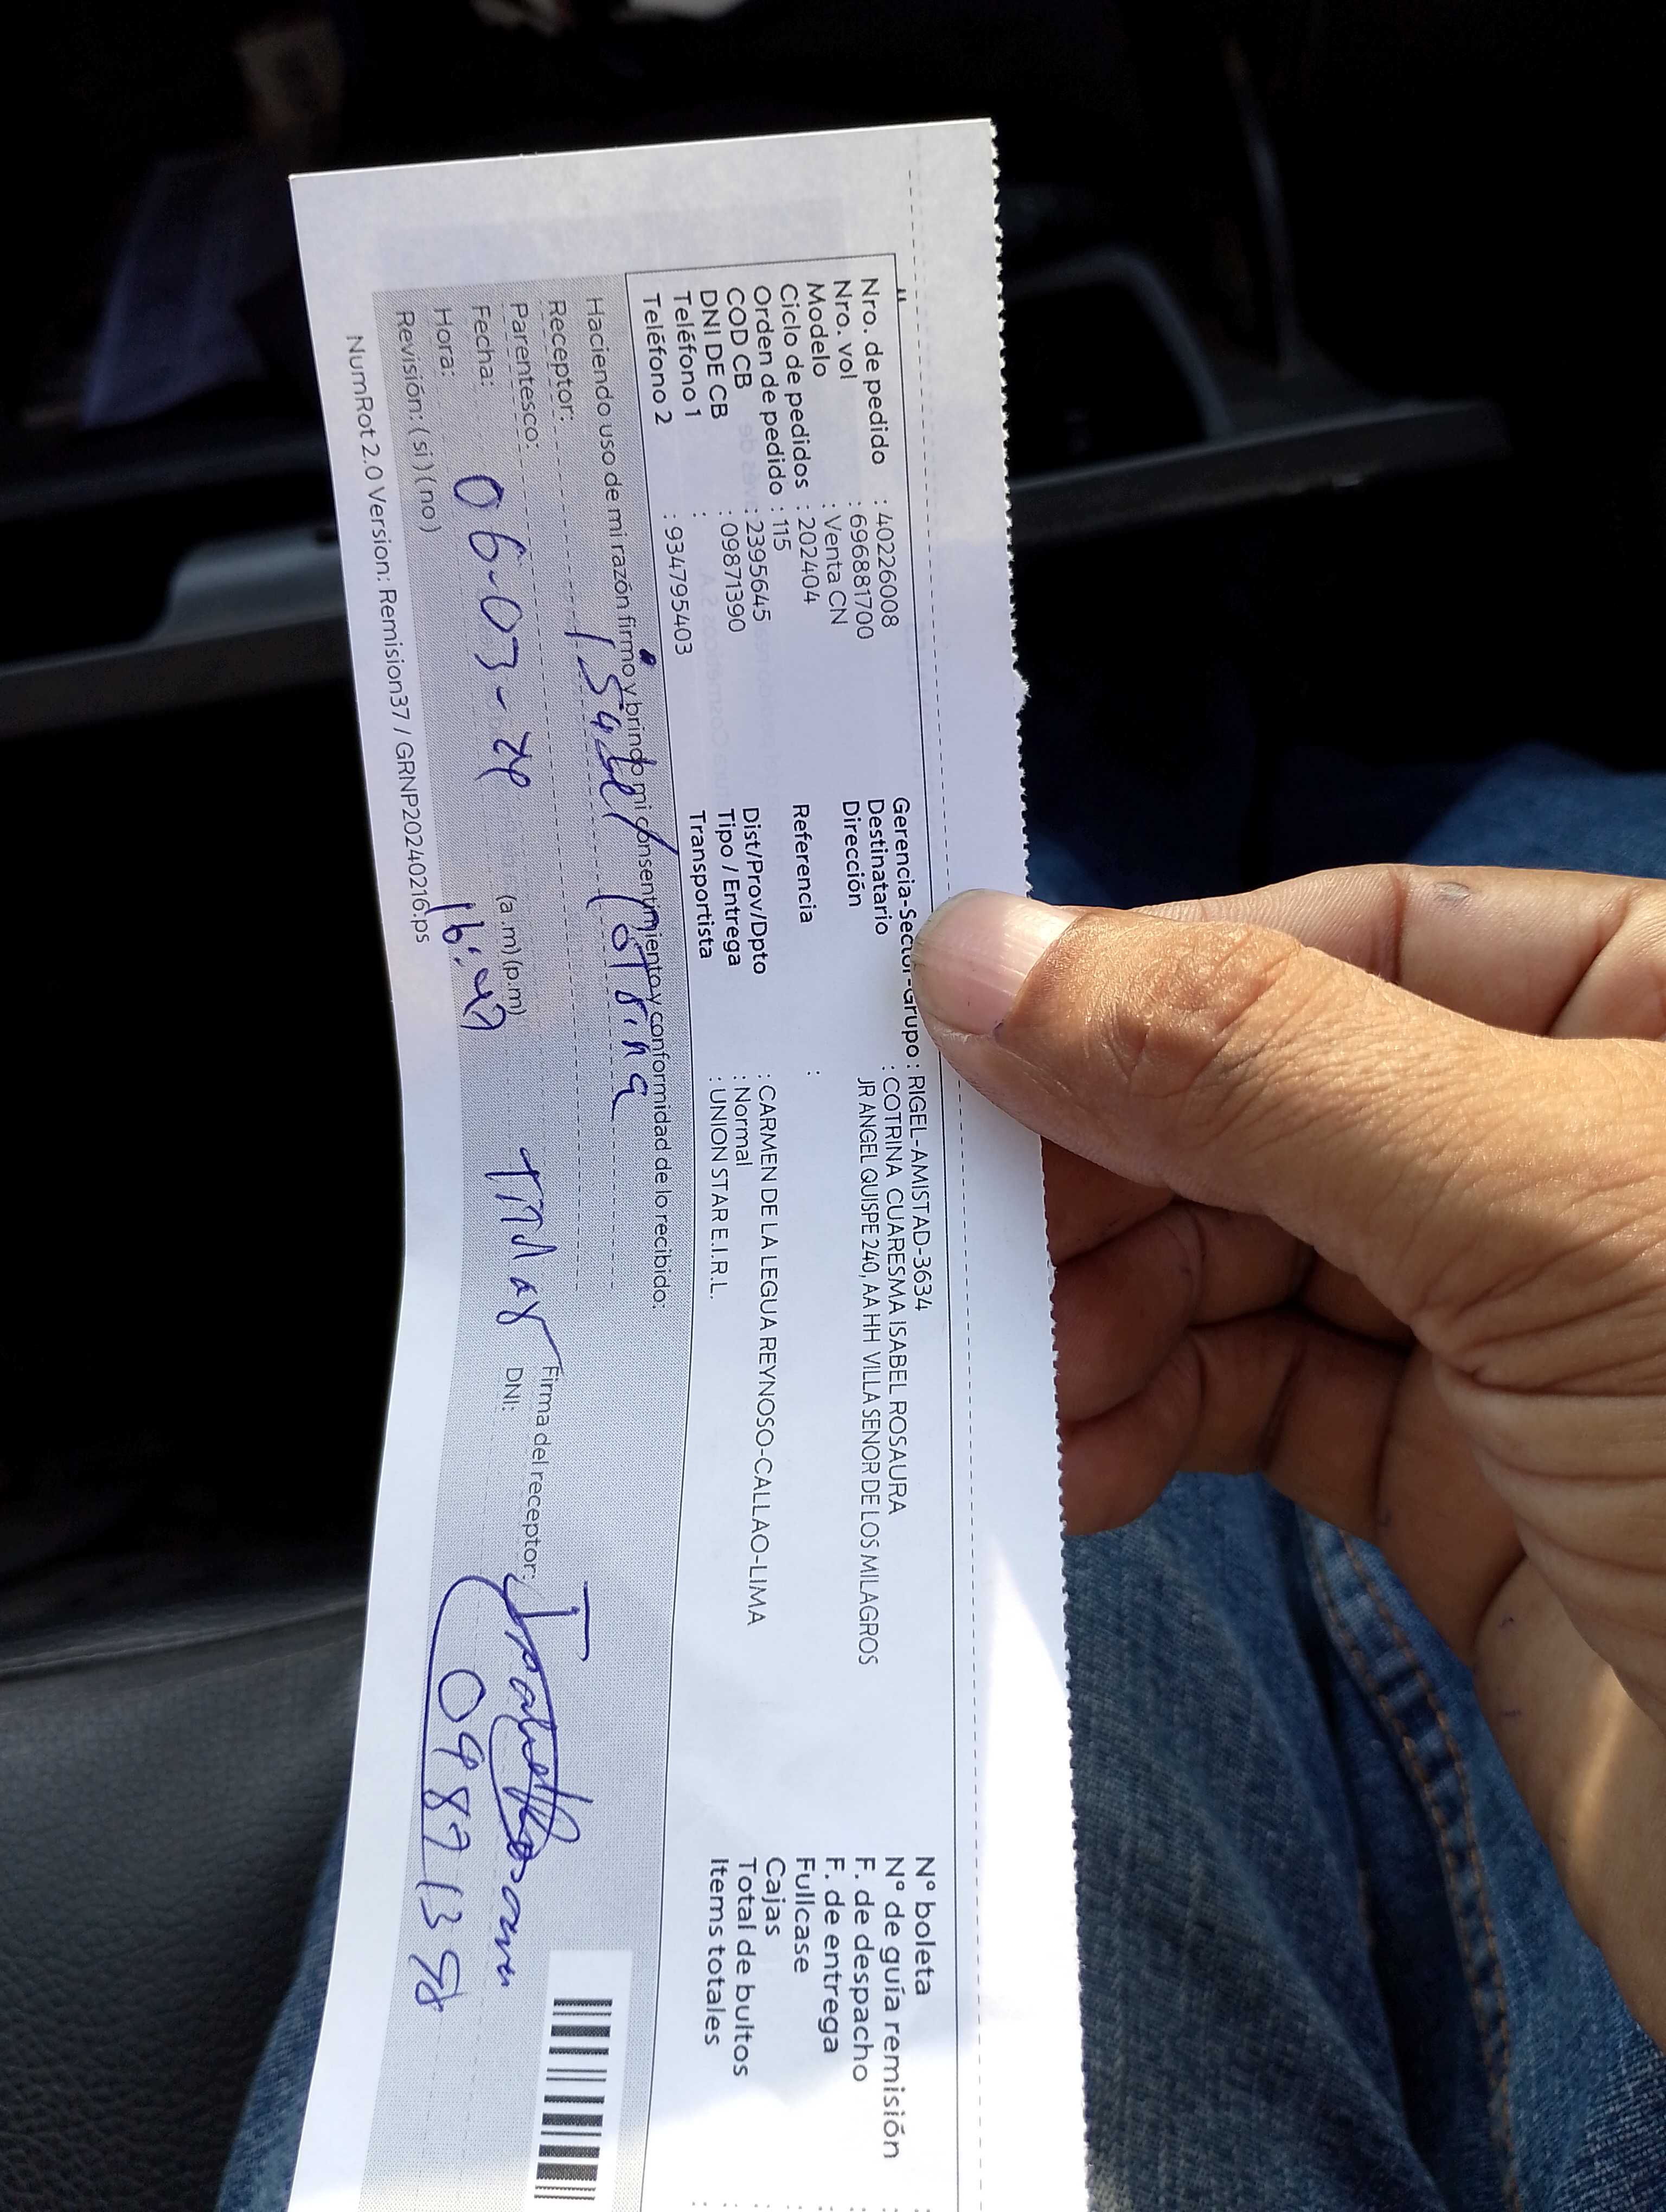 Nro. de pedido : 40226008
Nro. vol : 696881700
Modelo : Venta CN
Ciclo de pedidos : 202404
Orden de pedido : 115
COD CB : 2395645
DNI DE CB : 09871390
Teléfono 1 :
Teléfono 2 : 934795403
Gerencia-Sector-Grupo : RIGEL-AMISTAD-3634
Destinatario : COTRINA CUARESMA ISABEL ROSAURA
Dirección JR ANGEL QUISPE 240, AA HH VILLA SENOR DE LOS MILAGROS
Referencia :
Dist/Prov/Dpto : CARMEN DE LA LEGUA REYNOSO-CALLAO-LIMA
Tipo / Entrega : Normal
Transportista : UNION STAR E.I.R.L.
N° boleta
N° de guía remisión
F. de despacho
F. de entrega
Fullcase
Cajas
Total de bultos
Items totales
Haciendo uso de mi razón firmo y brindo mi consentimiento y conformidad de lo recibido:
Receptor: Isabel Cotrina
Parentesco: Titular
Fecha: 06-03-24
Hora: (a.m) (p.m) 16:47
Revisión: ( si ) ( no )
Firma del receptor:
DNI: 09871390
NumRot 2.0 Version: Remision37 / GRNP20240216.ps